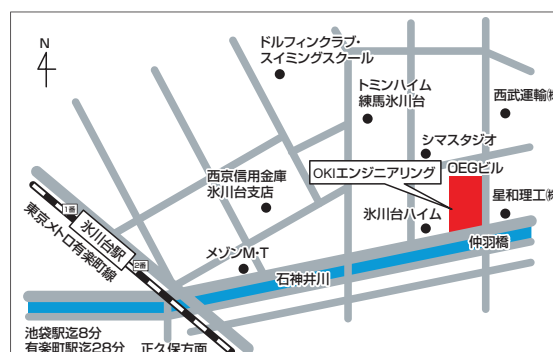 N
ドルフィンクラブ・
スイミングスクール
トミンハイム
練馬氷川台
西武運輸㈱
シマスタジオ
OKIエンジニアリング
OEGビル
西京信用金庫
氷川台支店
氷川台ハイム
星和理工㈱
仲羽橋
1番
氷川台駅
2番
東京メトロ有楽町線
メゾンM・T
石神井川
池袋駅迄8分
有楽町駅迄28分
正久保方面